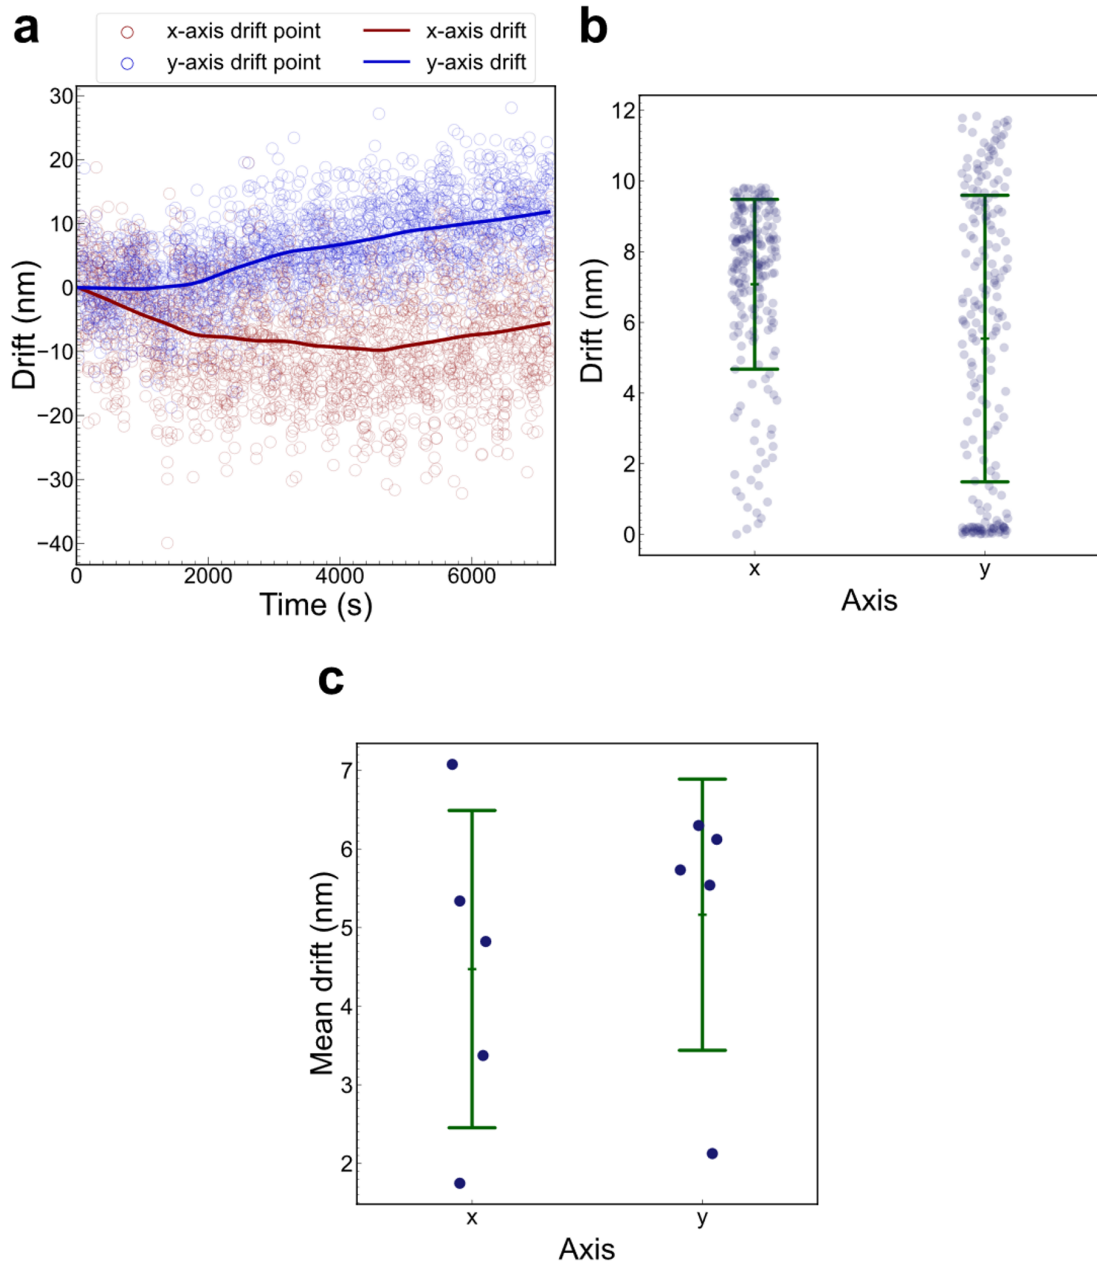 a
x-axis drift point
x-axis drift
y-axis drift point
y-axis drift
30
20
10
0
−10
−20
−30
−40
Drift (nm)
0 2000 4000 6000
Time (s)
b
12
10
8
6
4
2
0
Drift (nm)
x y
Axis
c
7
6
5
4
3
2
Mean drift (nm)
x y
Axis